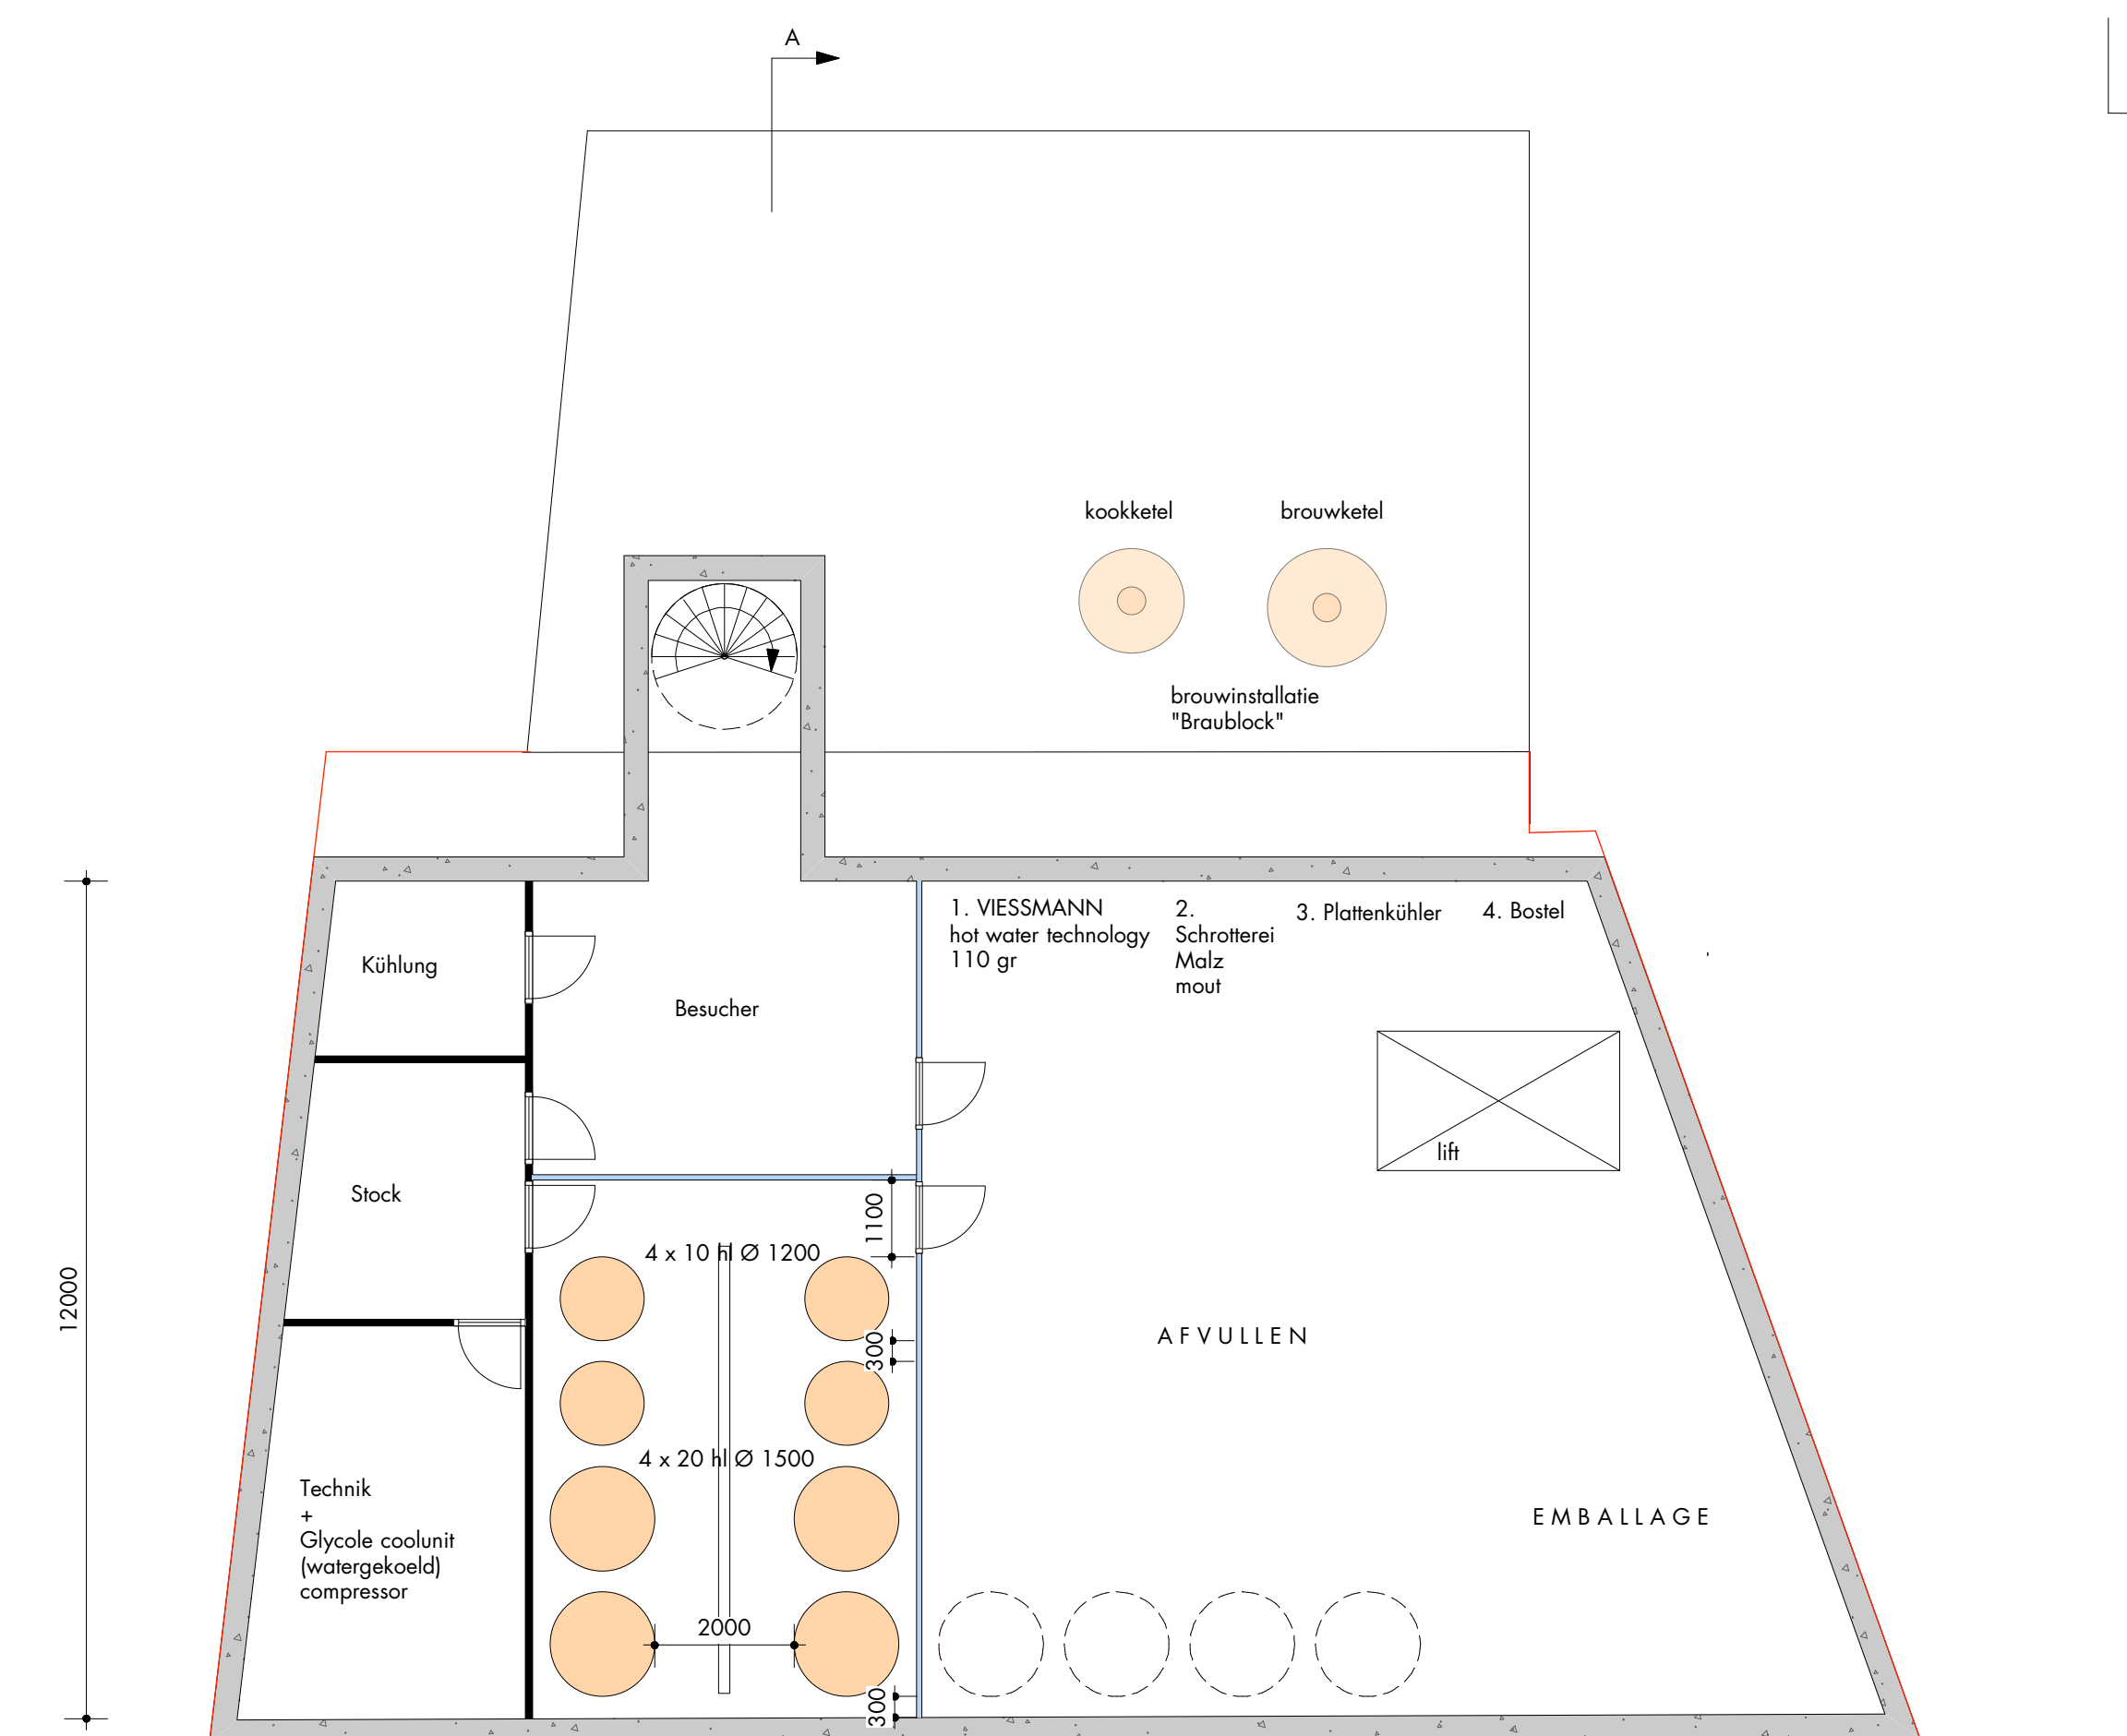 A
kookketel
brouwketel
brouwinstallatie
"Braublock"
1. VIESSMANN
hot water technology
110 gr
2.
Schrotterei
Malz
mout
3. Plattenkühler
4. Bostel
Kühlung
Besucher
lift
Stock
1100
4 x 10 hl Ø 1200
12000
300
AFVULLEN
4 x 20 hl Ø 1500
Technik
+
Glycole coolunit
(watergekoeld)
compressor
EMBALLAGE
2000
300